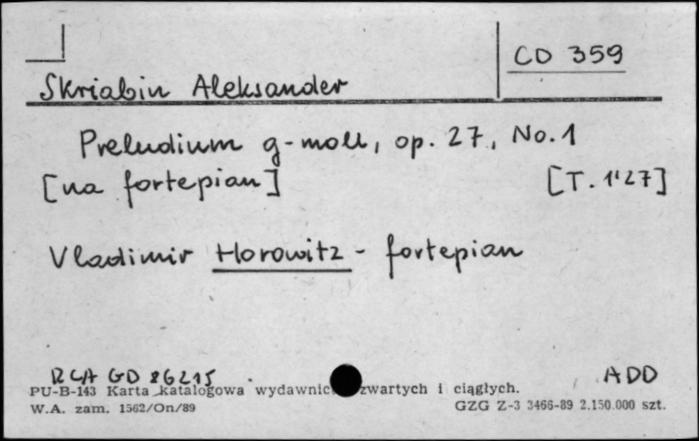 CD 359
Skriabin Aleksander
Preludium g-moll, op. 27, No. 1
[na fortepian] [T. 1'27]
Vladimir Horowitz - fortepian
RCA GD 86215 ADD
PU-B-143 Karta katalogowa wydawnic zwartych i ciągłych.
W.A. zam. 1562/On/89 GZG Z-3 3466-89 2.150.000 szt.